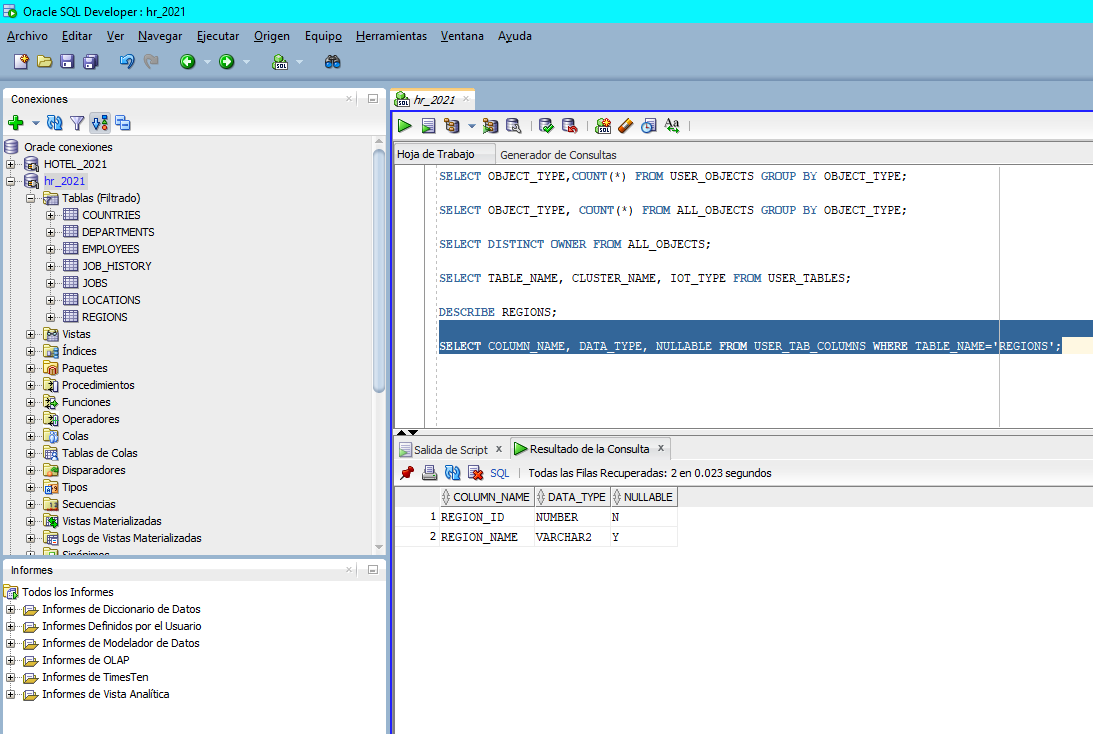 Oracle SQL Developer : hr_2021
Archivo Editar Ver Navegar Ejecutar Origen Equipo Herramientas Ventana Ayuda
Conexiones
Oracle conexiones
HOTEL_2021
hr_2021
Tablas (Filtrado)
COUNTRIES
DEPARTMENTS
EMPLOYEES
JOB_HISTORY
JOBS
LOCATIONS
REGIONS
Vistas
Índices
Paquetes
Procedimientos
Funciones
Operadores
Colas
Tablas de Colas
Disparadores
Tipos
Secuencias
Vistas Materializadas
Logs de Vistas Materializadas
Sinónimos
Informes
Todos los Informes
Informes de Diccionario de Datos
Informes Definidos por el Usuario
Informes de Modelador de Datos
Informes de OLAP
Informes de TimesTen
Informes de Vista Analítica
hr_2021
Hoja de Trabajo Generador de Consultas
SELECT OBJECT_TYPE,COUNT(*) FROM USER_OBJECTS GROUP BY OBJECT_TYPE;
SELECT OBJECT_TYPE, COUNT(*) FROM ALL_OBJECTS GROUP BY OBJECT_TYPE;
SELECT DISTINCT OWNER FROM ALL_OBJECTS;
SELECT TABLE_NAME, CLUSTER_NAME, IOT_TYPE FROM USER_TABLES;
DESCRIBE REGIONS;
SELECT COLUMN_NAME, DATA_TYPE, NULLABLE FROM USER_TAB_COLUMNS WHERE TABLE_NAME='REGIONS';
Salida de Script Resultado de la Consulta
SQL Todas las Filas Recuperadas: 2 en 0.023 segundos
COLUMN_NAME DATA_TYPE NULLABLE
1 REGION_ID NUMBER N
2 REGION_NAME VARCHAR2 Y